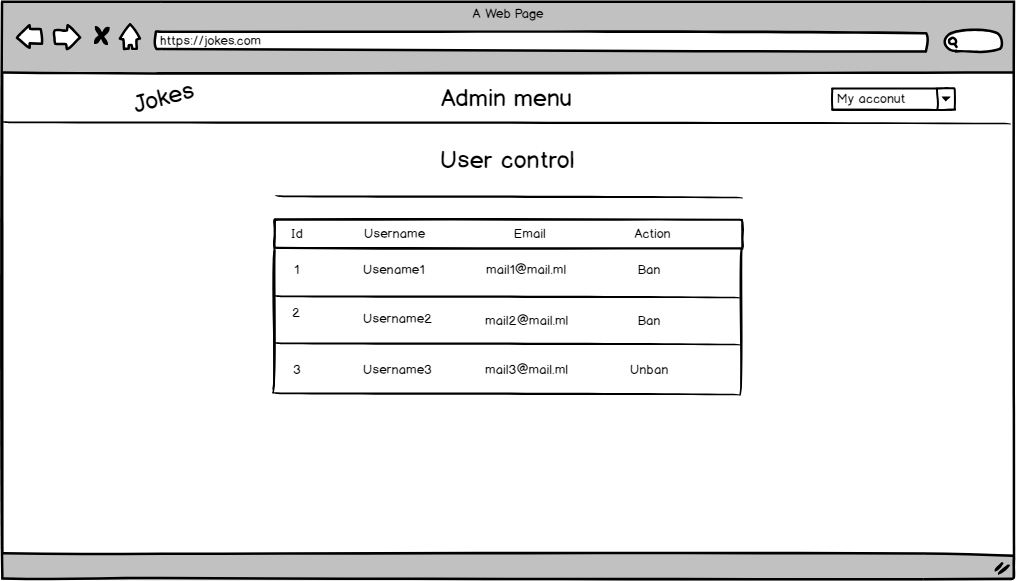 A Web Page
https://jokes.com
Jokes
Admin menu
My acconut
User control
Id Username Email Action
1 Usename1 mail1@mail.ml Ban
2 Username2 mail2@mail.ml Ban
3 Username3 mail3@mail.ml Unban